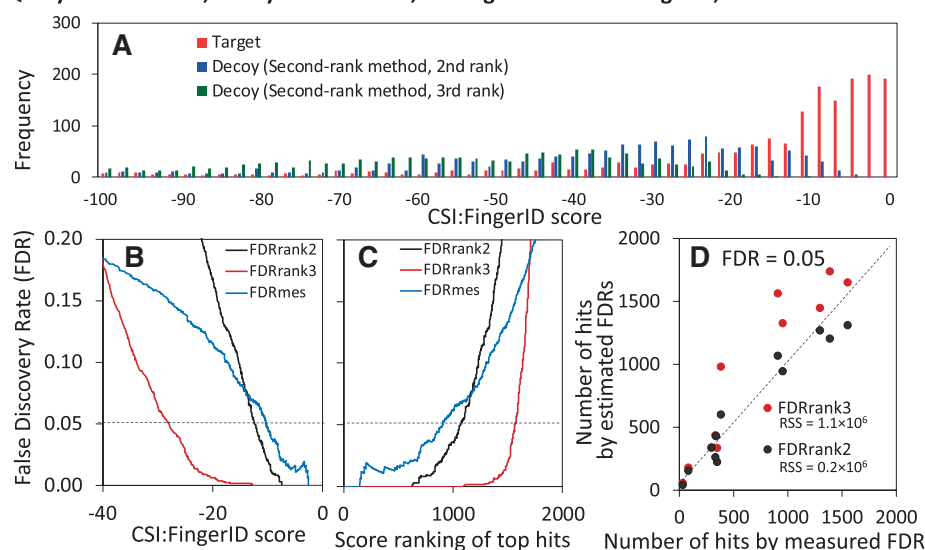 300
200
100
0
Frequency
A
Target
Decoy (Second-rank method, 2nd rank)
Decoy (Second-rank method, 3rd rank)
-100 -90 -80 -70 -60 -50 -40 -30 -20 -10 0
CSI:FingerID score
0.20
0.15
0.10
0.05
0.00
False Discovery Rate (FDR)
B
FDRrank2
FDRrank3
FDRmes
-40 -20 0
CSI:FingerID score
C
FDRrank2
FDRrank3
FDRmes
0 1000 2000
Score ranking of top hits
2000
1500
1000
500
0
Number of hits
by estimated FDRs
D FDR = 0.05
FDRrank3
RSS = 1.1×10⁶
FDRrank2
RSS = 0.2×10⁶
0 500 1000 1500 2000
Number of hits by measured FDR